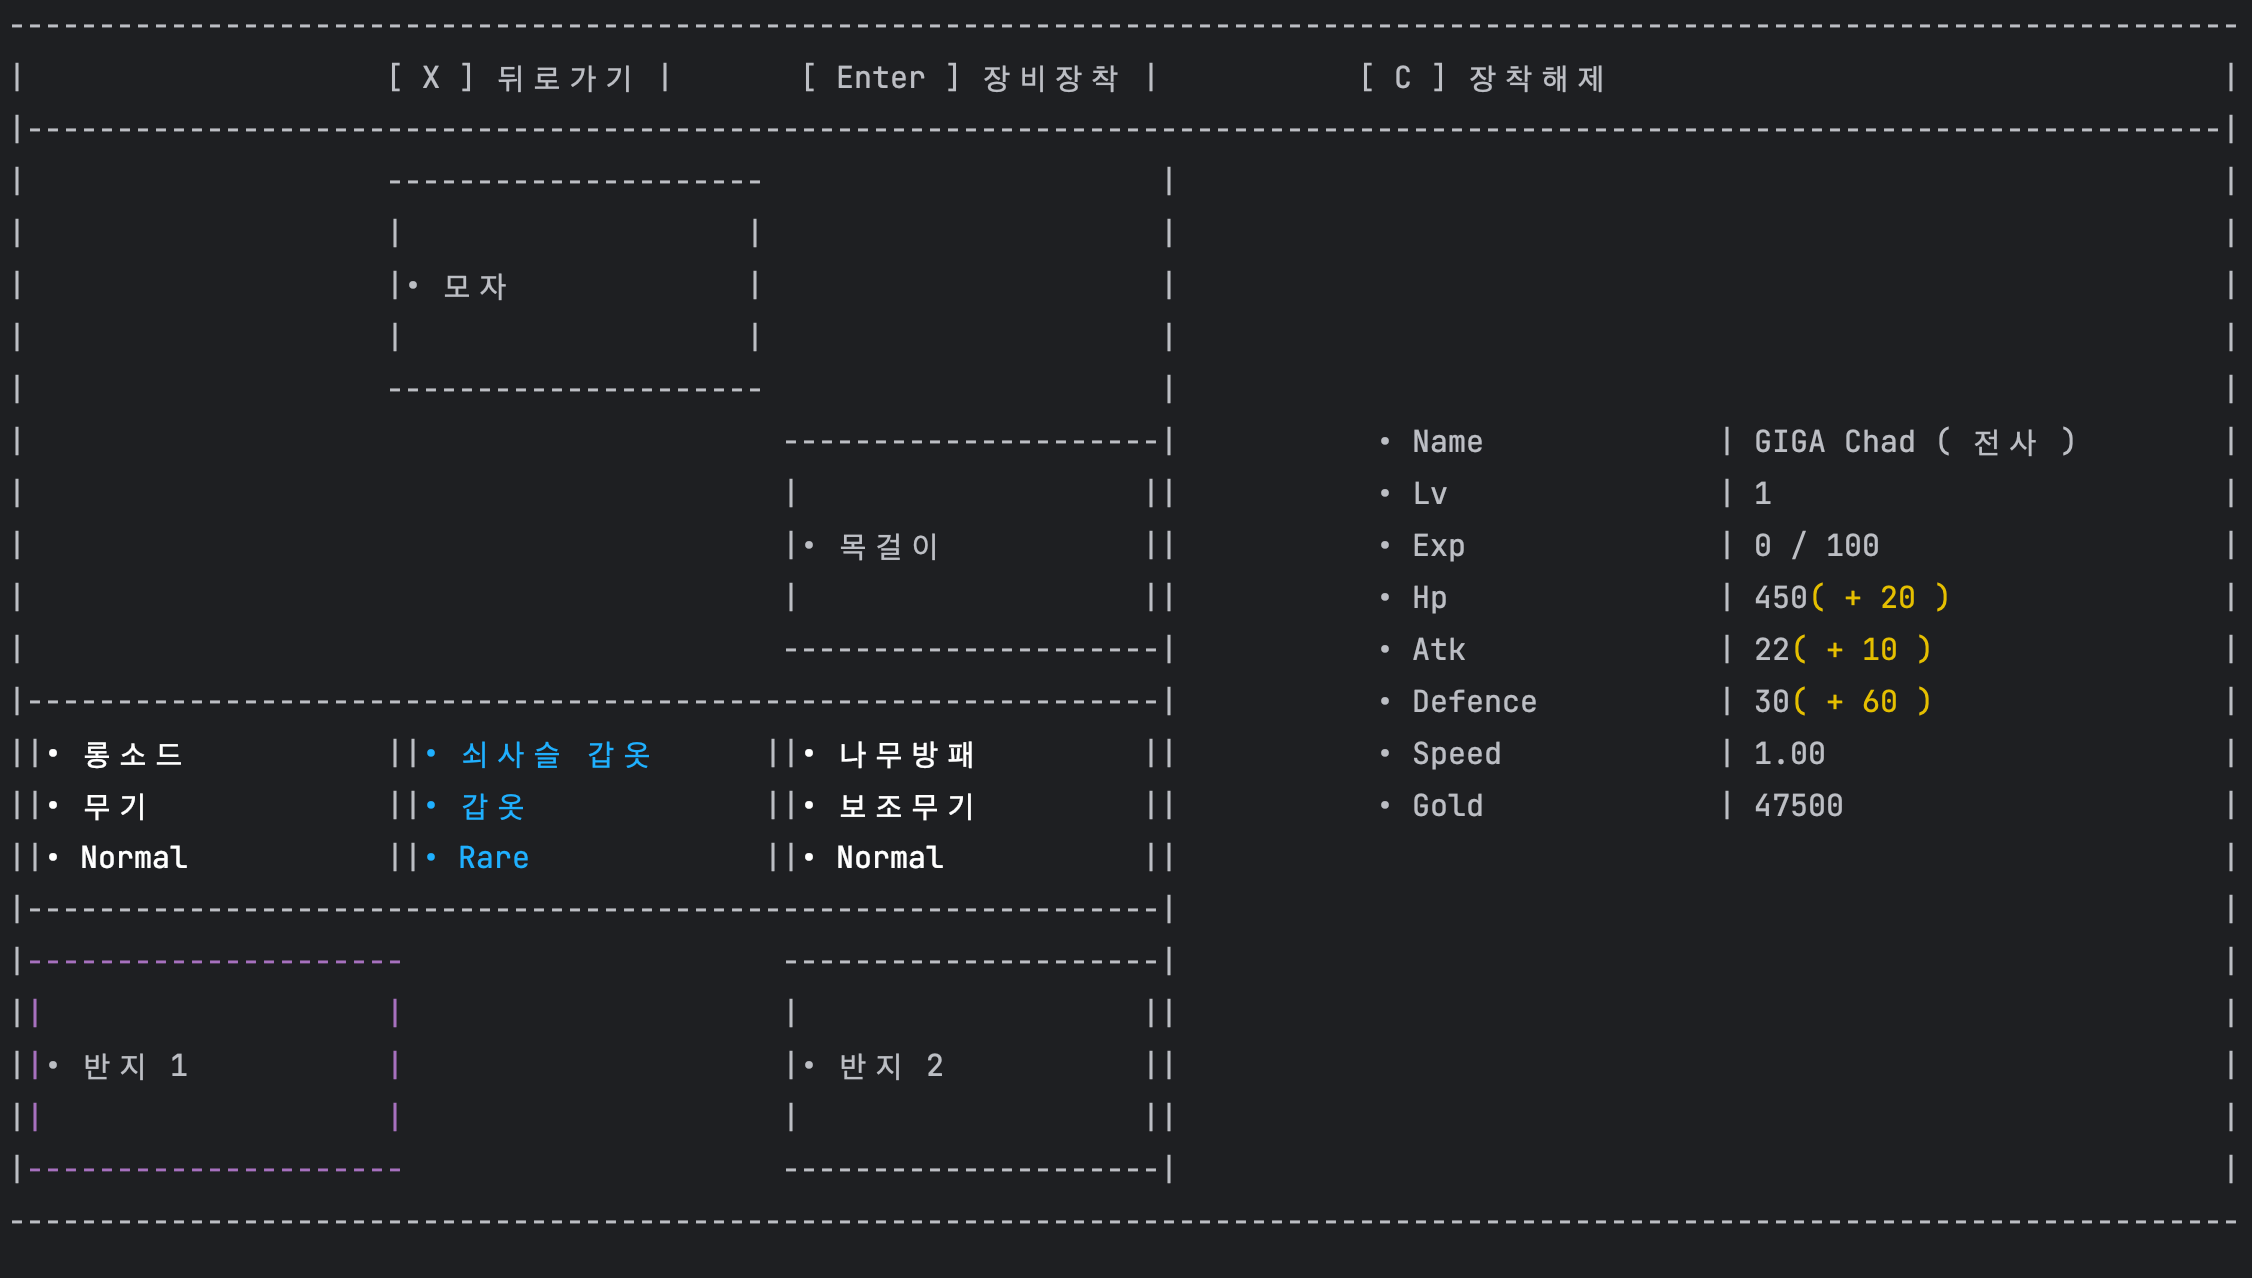 [ X ] 뒤로가기 | [ Enter ] 장비장착 | [ C ] 장착해제
• 모자
• Name | GIGA Chad ( 전사 )
• Lv | 1
• 목걸이 • Exp | 0 / 100
• Hp | 450( + 20 )
• Atk | 22( + 10 )
• Defence | 30( + 60 )
• 롱소드 • 쇠사슬 갑옷 • 나무방패 • Speed | 1.00
• 무기 • 갑옷 • 보조무기 • Gold | 47500
• Normal • Rare • Normal
• 반지 1 • 반지 2